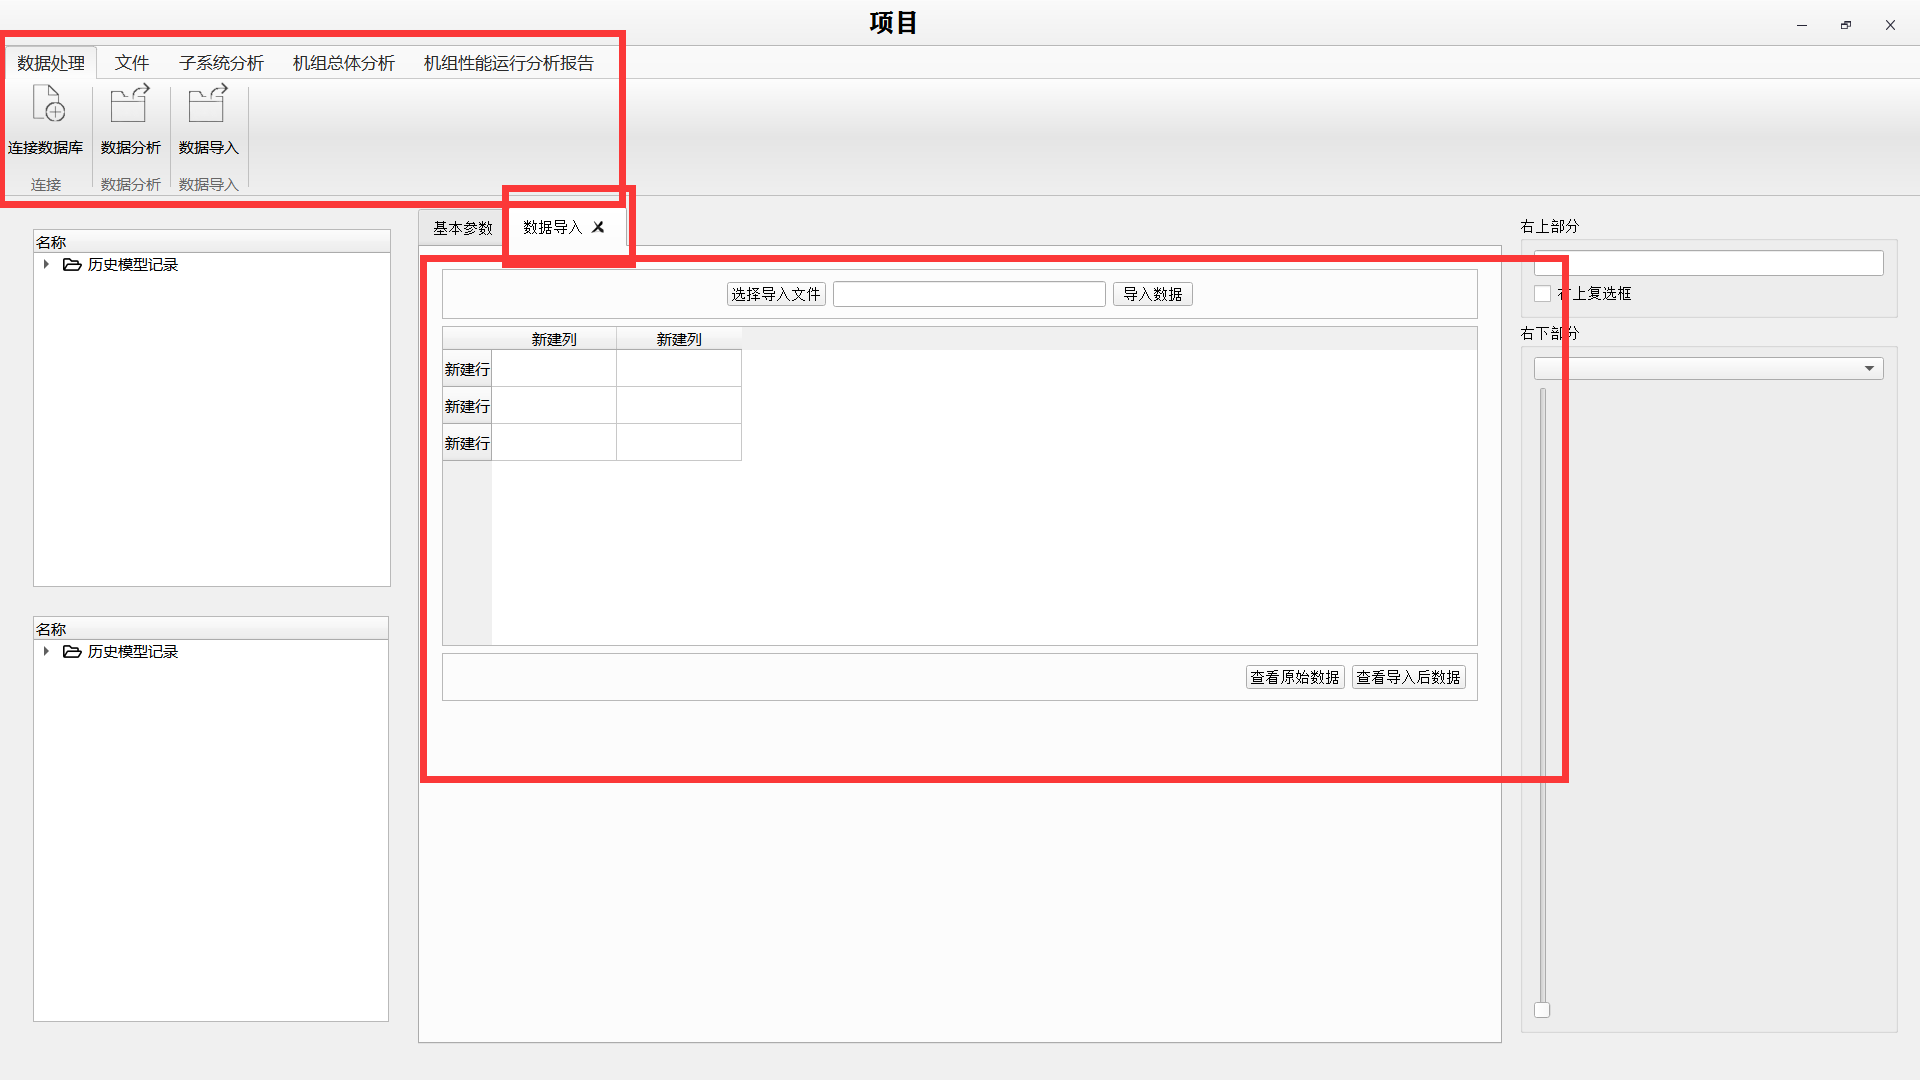 项目
数据处理 文件 子系统分析 机组总体分析 机组性能运行分析报告
连接数据库 数据分析 数据导入
连接 数据分析 数据导入
名称
历史模型记录
名称
历史模型记录
基本参数 数据导入
选择导入文件 导入数据
新建列 新建列
新建行
新建行
新建行
查看原始数据 查看导入后数据
右上部分
右上复选框
右下部分